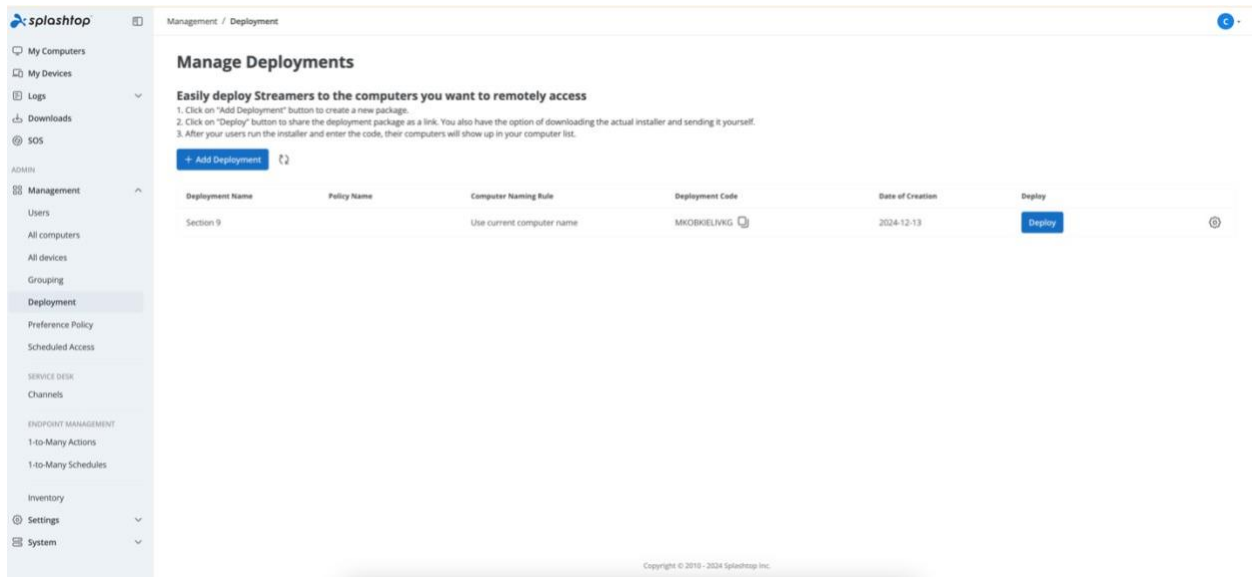 splashtop
Management / Deployment
C
My Computers
My Devices
Logs
Downloads
SOS
ADMIN
Management
Users
All computers
All devices
Grouping
Deployment
Preference Policy
Scheduled Access
SERVICE DESK
Channels
ENDPOINT MANAGEMENT
1-to-Many Actions
1-to-Many Schedules
Inventory
Settings
System
Manage Deployments
Easily deploy Streamers to the computers you want to remotely access
1. Click on "Add Deployment" button to create a new package.
2. Click on "Deploy" button to share the deployment package as a link. You also have the option of downloading the actual installer and sending it yourself.
3. After your users run the installer and enter the code, their computers will show up in your computer list.
+ Add Deployment
Deployment Name Policy Name Computer Naming Rule Deployment Code Date of Creation Deploy
Section 9 Use current computer name 2024-12-13 Deploy
Copyright © 2010 - 2024 Splashtop Inc.